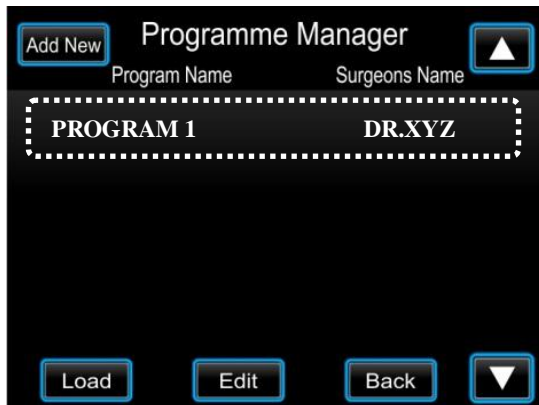 Add New Programme Manager
Program Name Surgeons Name
PROGRAM 1 DR.XYZ
Load Edit Back